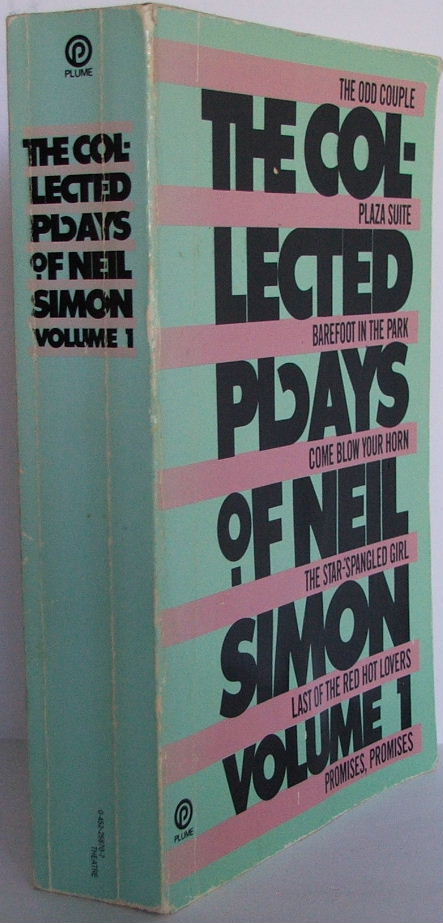 PLUME
THE COL-
LECTED
PLAYS
OF NEIL
SIMON
VOLUME 1
THEATRE
THE ODD COUPLE
THE COL-
PLAZA SUITE
LECTED
BAREFOOT IN THE PARK
PLAYS
COME BLOW YOUR HORN
OF NEIL
THE STAR-SPANGLED GIRL
SIMON
LAST OF THE RED HOT LOVERS
VOLUME 1
PROMISES, PROMISES
PLUME